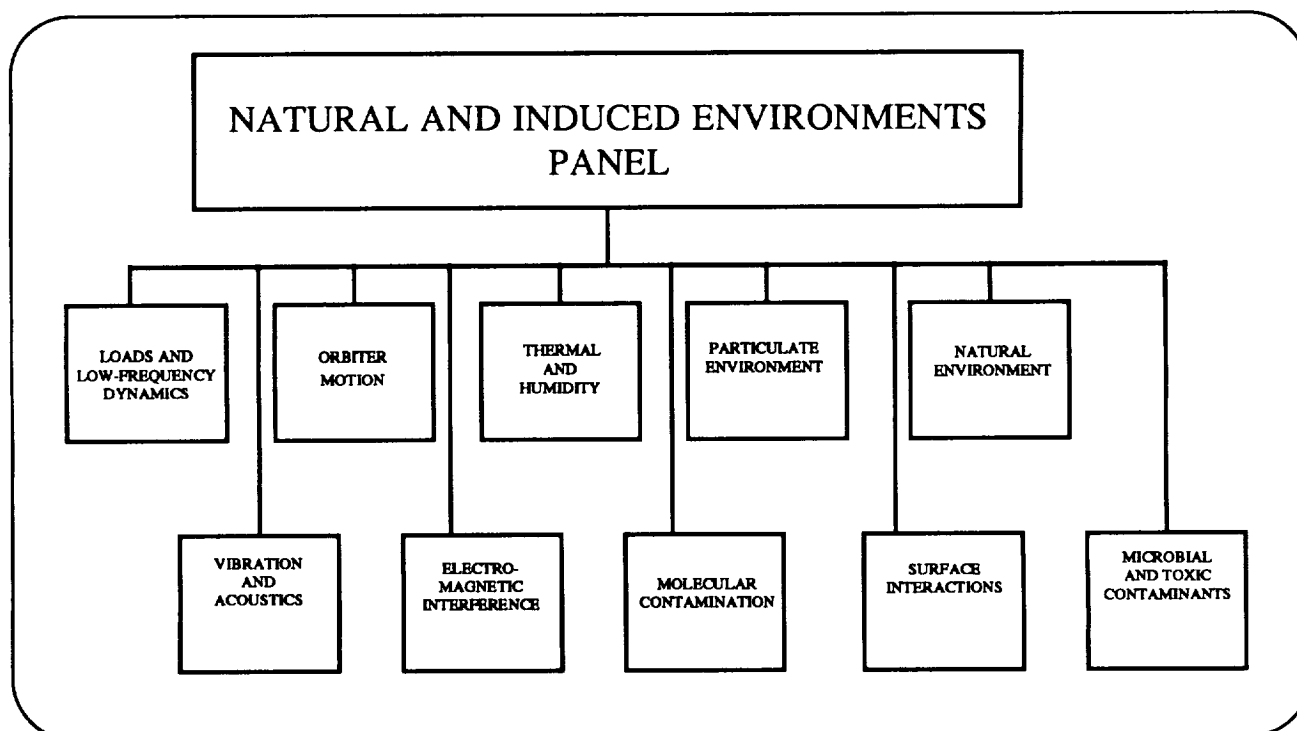 NATURAL AND INDUCED ENVIRONMENTS
PANEL
LOADS AND
LOW-FREQUENCY
DYNAMICS
ORBITER
MOTION
THERMAL
AND
HUMIDITY
PARTICULATE
ENVIRONMENT
NATURAL
ENVIRONMENT
VIBRATION
AND
ACOUSTICS
ELECTRO-
MAGNETIC
INTERFERENCE
MOLECULAR
CONTAMINATION
SURFACE
INTERACTIONS
MICROBIAL
AND TOXIC
CONTAMINANTS